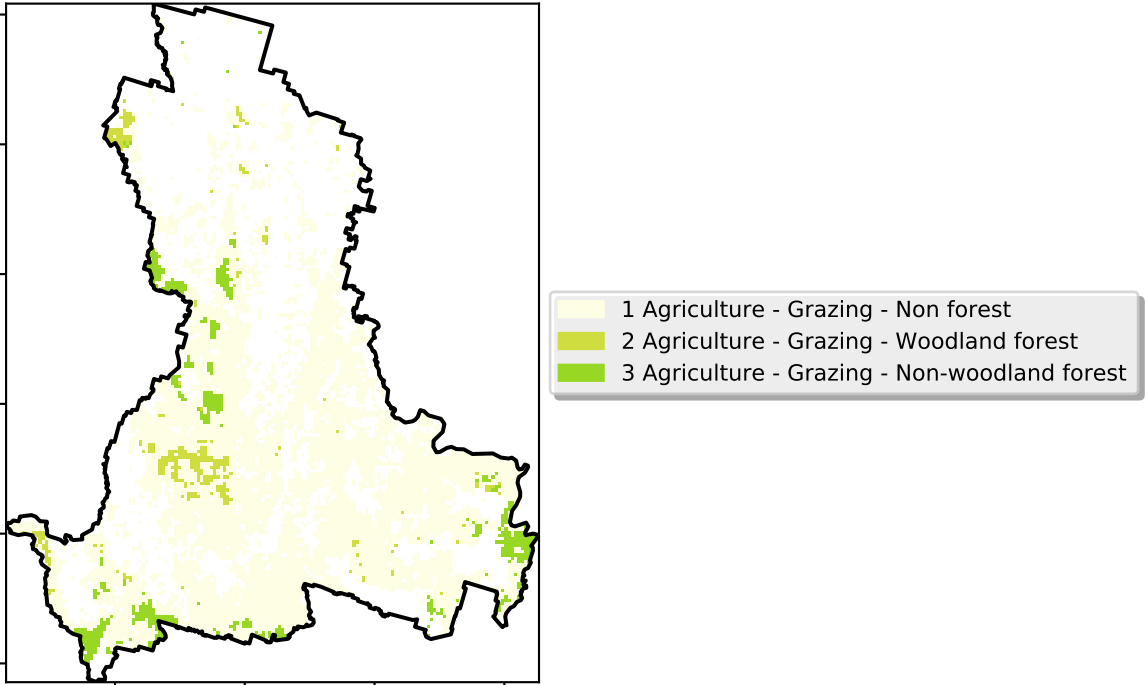 1 Agriculture - Grazing - Non forest
2 Agriculture - Grazing - Woodland forest
3 Agriculture - Grazing - Non-woodland forest